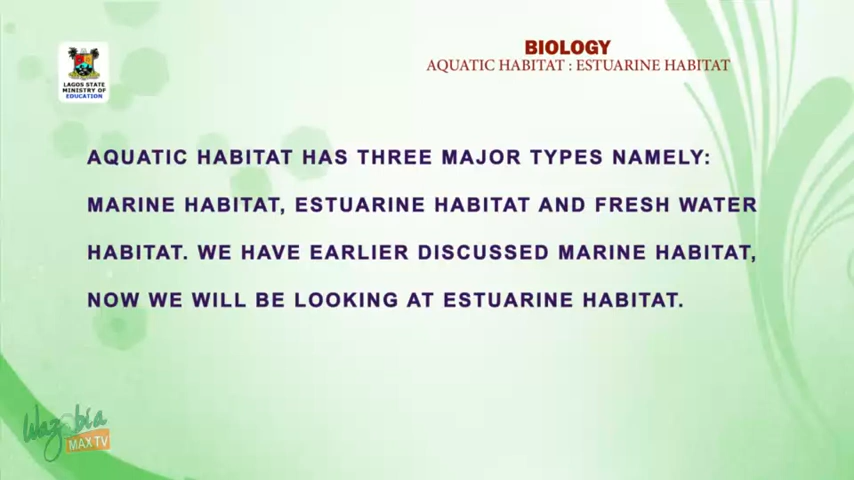 BIOLOGY
AQUATIC HABITAT : ESTUARINE HABITAT
LAGOS STATE
MINISTRY OF
EDUCATION
AQUATIC HABITAT HAS THREE MAJOR TYPES NAMELY:
MARINE HABITAT, ESTUARINE HABITAT AND FRESH WATER
HABITAT. WE HAVE EARLIER DISCUSSED MARINE HABITAT,
NOW WE WILL BE LOOKING AT ESTUARINE HABITAT.
Wazobia
MAX TV